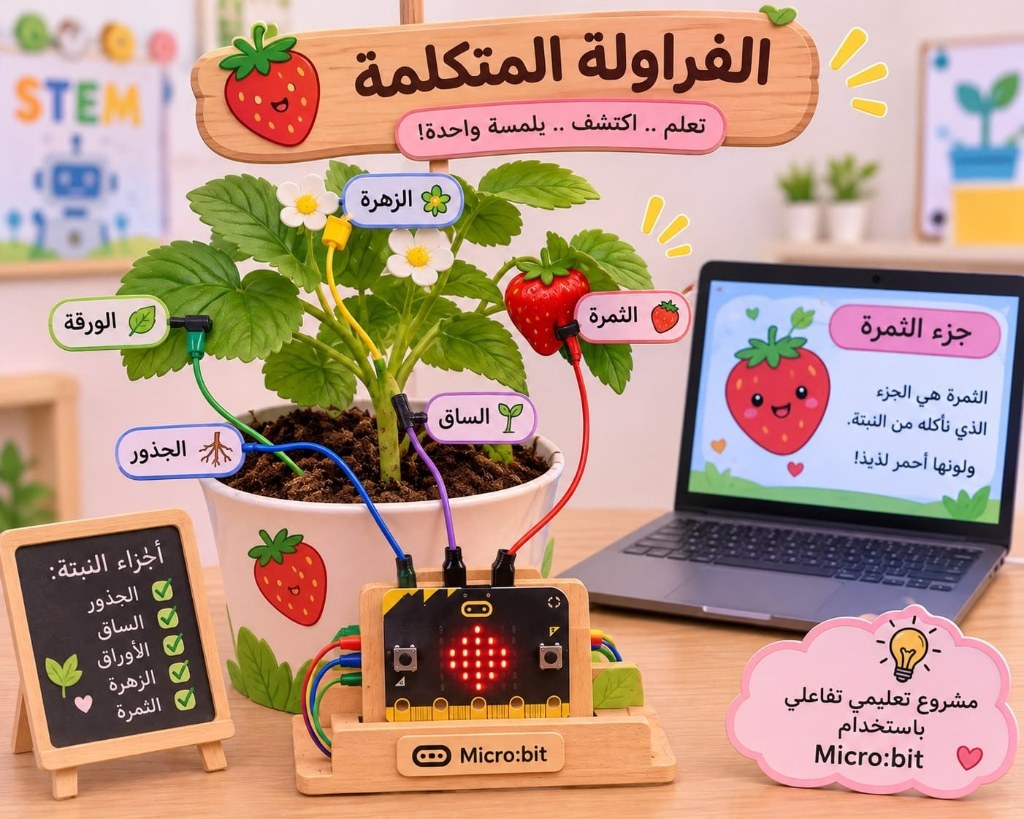 STEM
الفراولة المتكلمة
تعلم .. اكتشف .. يلمسة واحدة!
الزهرة
الورقة
الثمرة
الساق
الجذور
جزء الثمرة
الثمرة هي الجزء
الذي نأكله من النبتة.
ولونها أحمر لذيذ!
أجزاء النبتة:
الجذور
الساق
الأوراق
الزهرة
الثمرة
Micro:bit
مشروع تعليمي تفاعلي
باستخدام
Micro:bit